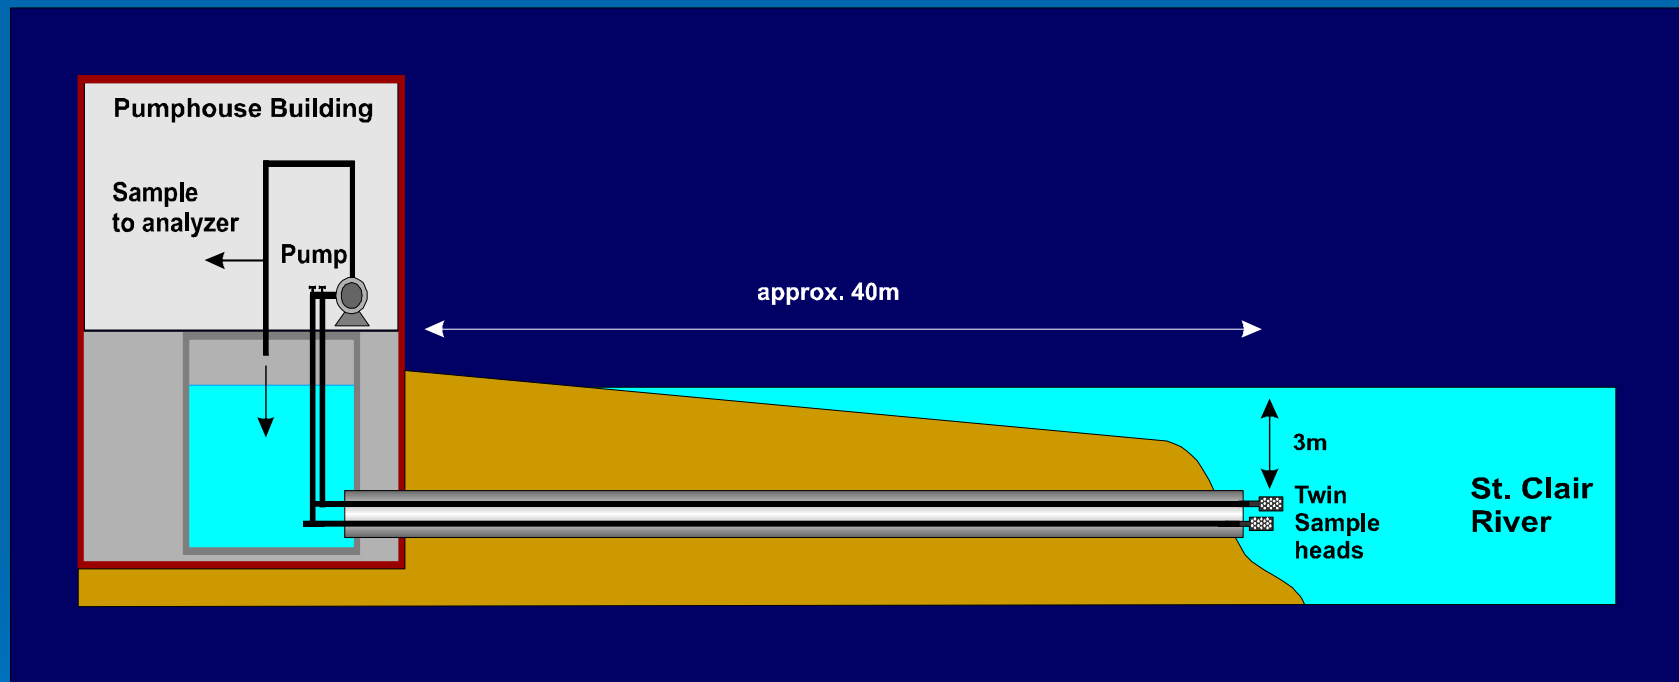 Pumphouse Building
Sample
to analyzer
Pump
approx. 40m
3m
Twin
Sample
heads
St. Clair
River